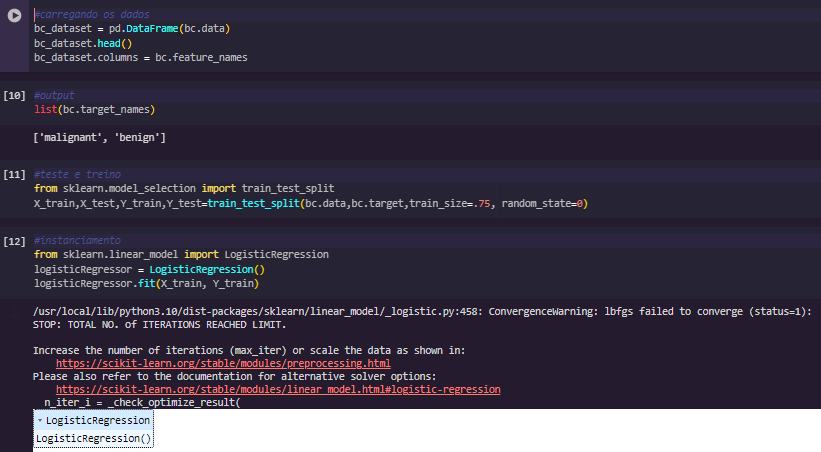 #carregando os dados
bc_dataset = pd.DataFrame(bc.data)
bc_dataset.head()
bc_dataset.columns = bc.feature_names
[10] #output
list(bc.target_names)
['malignant', 'benign']
[11] #teste e treino
from sklearn.model_selection import train_test_split
X_train,X_test,Y_train,Y_test=train_test_split(bc.data,bc.target,train_size=.75, random_state=0)
[12] #instanciamento
from sklearn.linear_model import LogisticRegression
logisticRegressor = LogisticRegression()
logisticRegressor.fit(X_train, Y_train)
/usr/local/lib/python3.10/dist-packages/sklearn/linear_model/_logistic.py:458: ConvergenceWarning: lbfgs failed to converge (status=1):
STOP: TOTAL NO. of ITERATIONS REACHED LIMIT.
Increase the number of iterations (max_iter) or scale the data as shown in:
https://scikit-learn.org/stable/modules/preprocessing.html
Please also refer to the documentation for alternative solver options:
https://scikit-learn.org/stable/modules/linear_model.html#logistic-regression
n_iter_i = _check_optimize_result(
LogisticRegression
LogisticRegression()